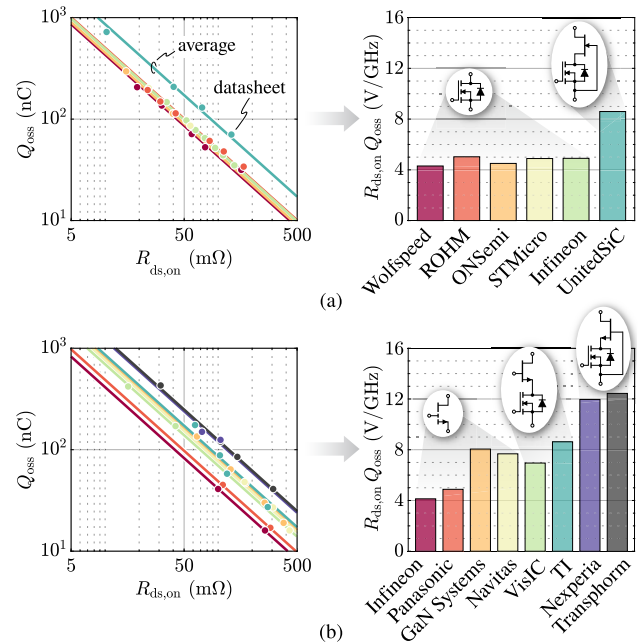 10³
10²
10¹
Q_oss (nC)
average
datasheet
5
50
500
R_ds,on (mΩ)
16
12
8
4
0
R_ds,on Q_oss (V/GHz)
Wolfspeed
ROHM
ONSemi
STMicro
Infineon
UnitedSiC
(a)
10³
10²
10¹
Q_oss (nC)
5
50
500
R_ds,on (mΩ)
16
12
8
4
0
R_ds,on Q_oss (V/GHz)
Infineon
Panasonic
GaN Systems
Navitas
VisIC
TI
Nexperia
Transphorm
(b)